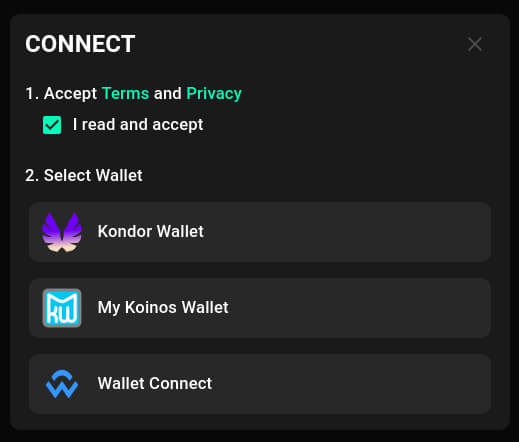 CONNECT
1. Accept Terms and Privacy
I read and accept
2. Select Wallet
Kondor Wallet
KW
My Koinos Wallet
Wallet Connect